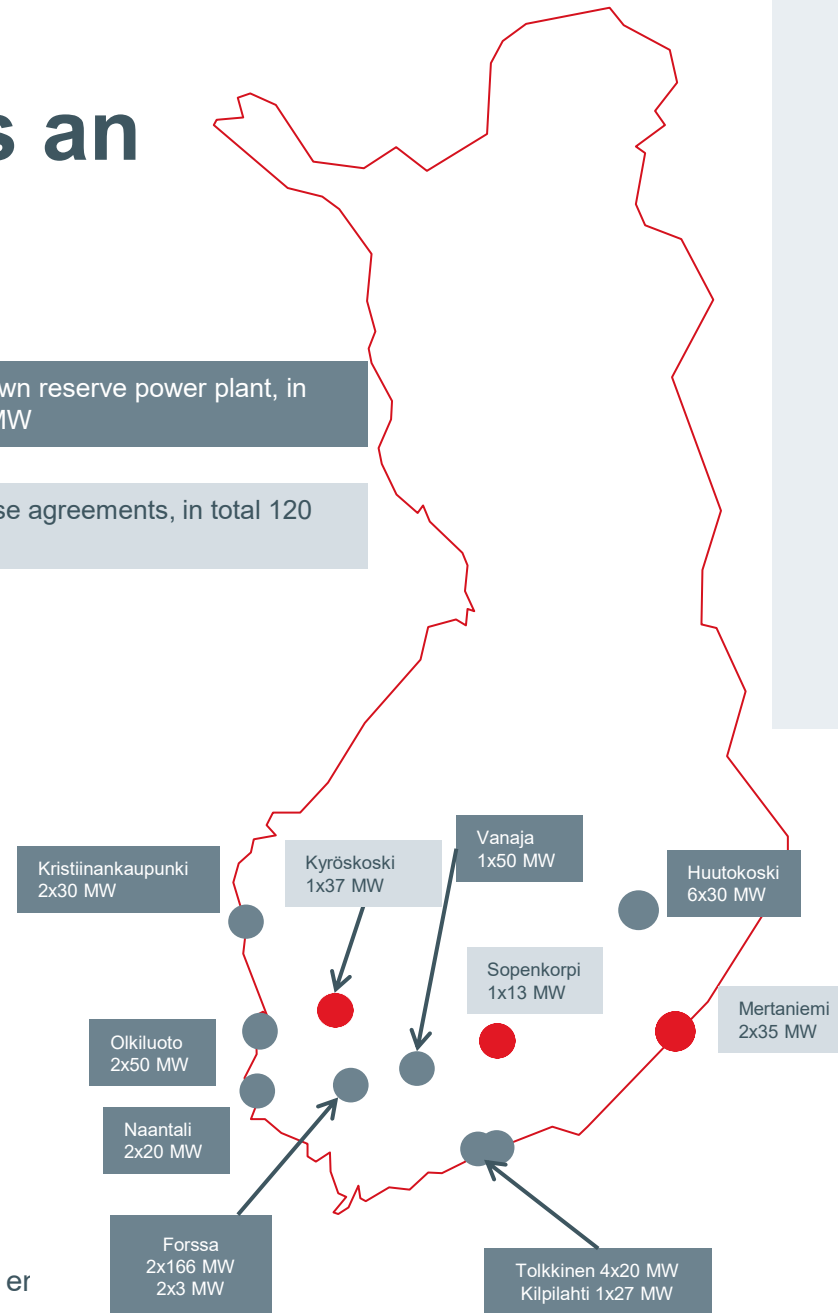 s an
wn reserve power plant, in
MW
se agreements, in total 120
Vanaja
1x50 MW
Kristiinankaupunki
2x30 MW
Kyröskoski
1x37 MW
Huutokoski
6x30 MW
Sopenkorpi
1x13 MW
Mertaniemi
2x35 MW
Olkiluoto
2x50 MW
Naantali
2x20 MW
Forssa
2x166 MW
2x3 MW
Tolkkinen 4x20 MW
Kilpilahti 1x27 MW
er